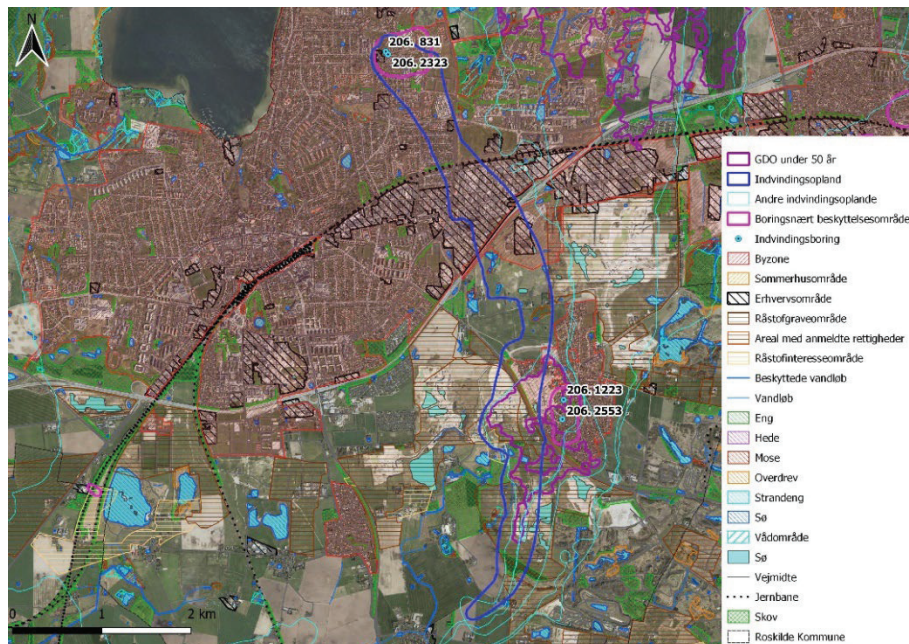 N
206. 831
206. 2323
206. 1223
206. 2553
0 1 2 km
GDO under 50 år
Indvindingsopland
Andre indvindingsoplande
Boringsnært beskyttelsesområde
Indvindingsboring
Byzone
Sommerhusområde
Erhvervsområde
Råstofgraveområde
Areal med anmeldte rettigheder
Råstofinteresseområde
Beskyttede vandløb
Vandløb
Eng
Hede
Mose
Overdrev
Strandeng
Sø
Vådområde
Sø
Vejmidte
Jernbane
Skov
Roskilde Kommune